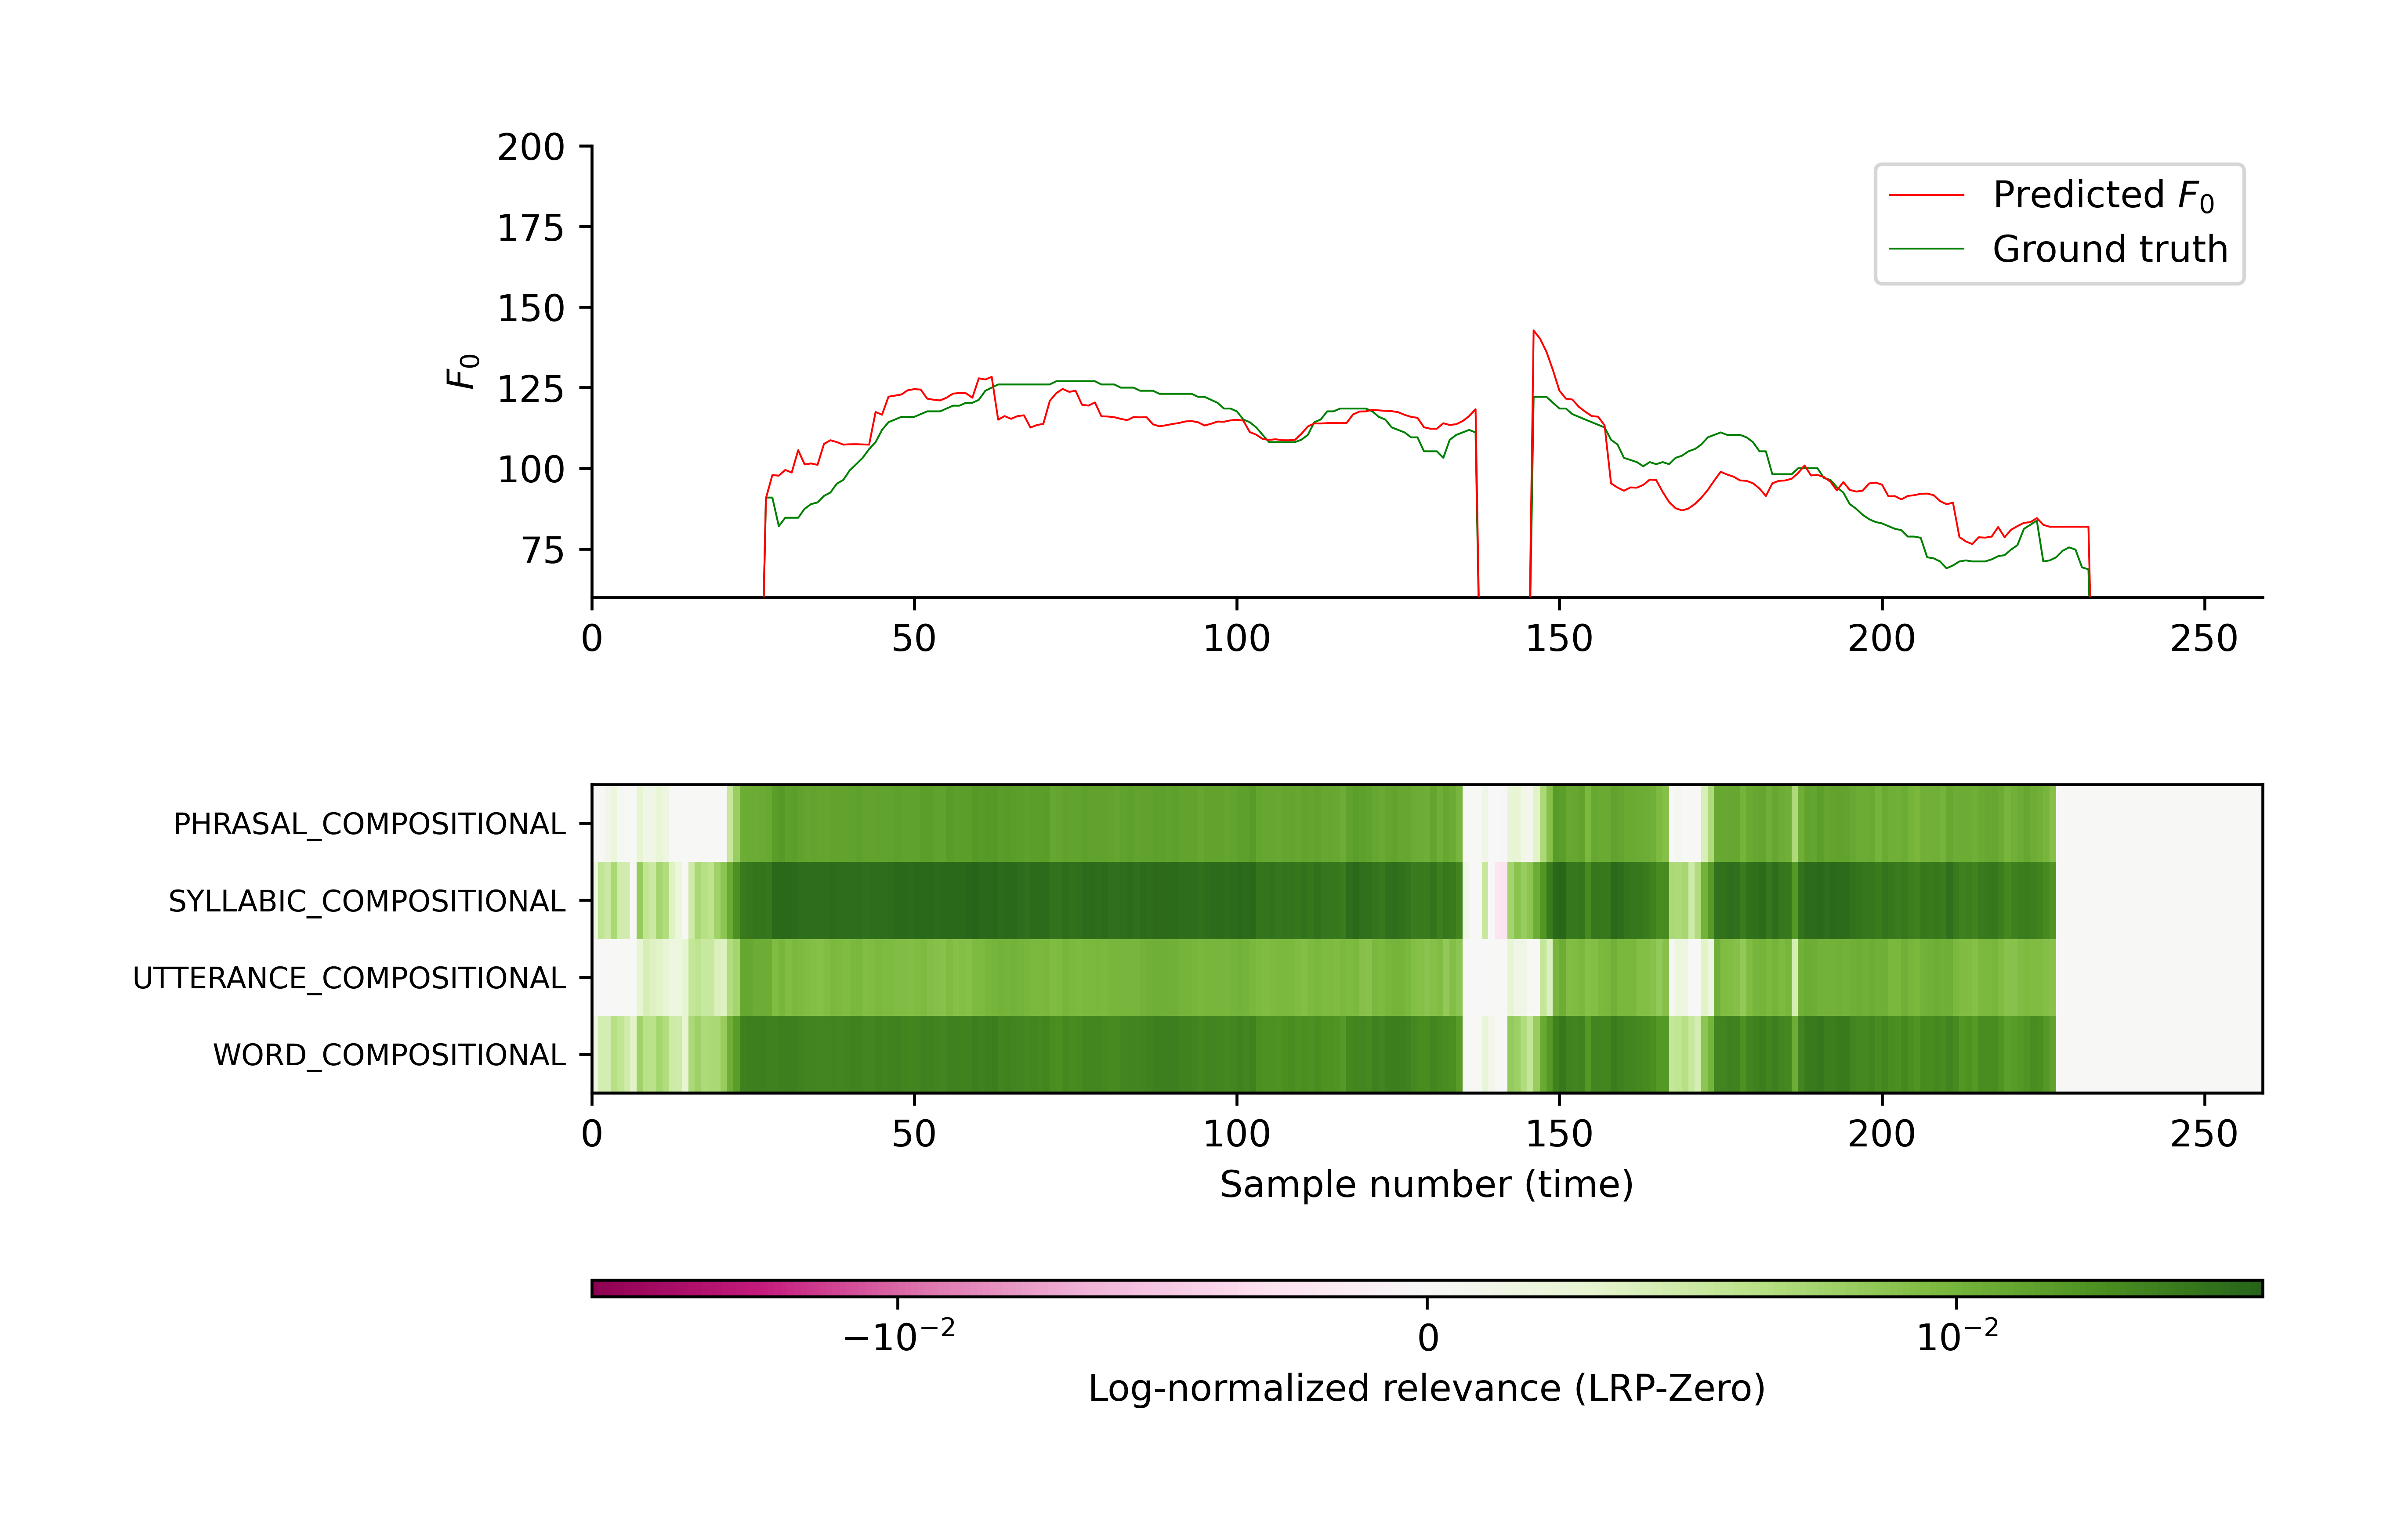 200
175
150
125
100
75
F₀
Predicted F₀
Ground truth
0 50 100 150 200 250
PHRASAL_COMPOSITIONAL
SYLLABIC_COMPOSITIONAL
UTTERANCE_COMPOSITIONAL
WORD_COMPOSITIONAL
0 50 100 150 200 250
Sample number (time)
−10⁻² 0 10⁻²
Log-normalized relevance (LRP-Zero)